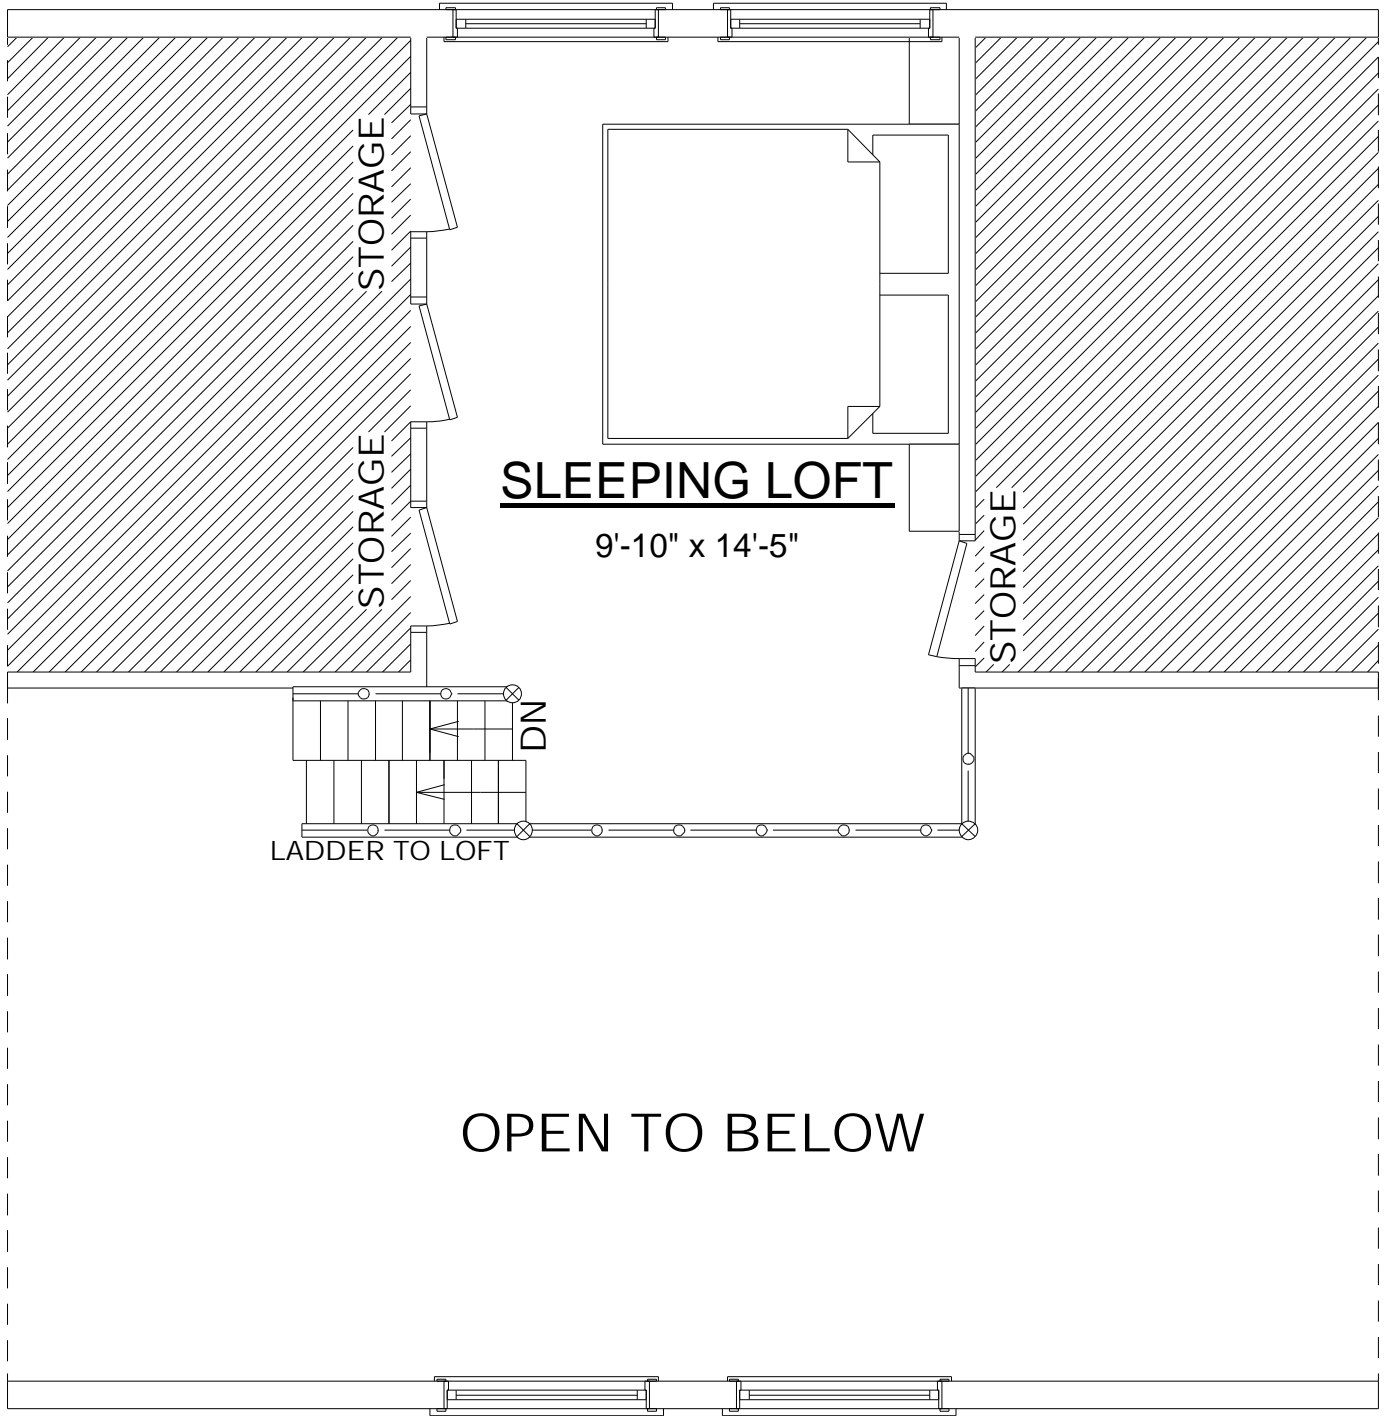 STORAGE
STORAGE
SLEEPING LOFT
9'-10" x 14'-5"
STORAGE
DN
LADDER TO LOFT
OPEN TO BELOW